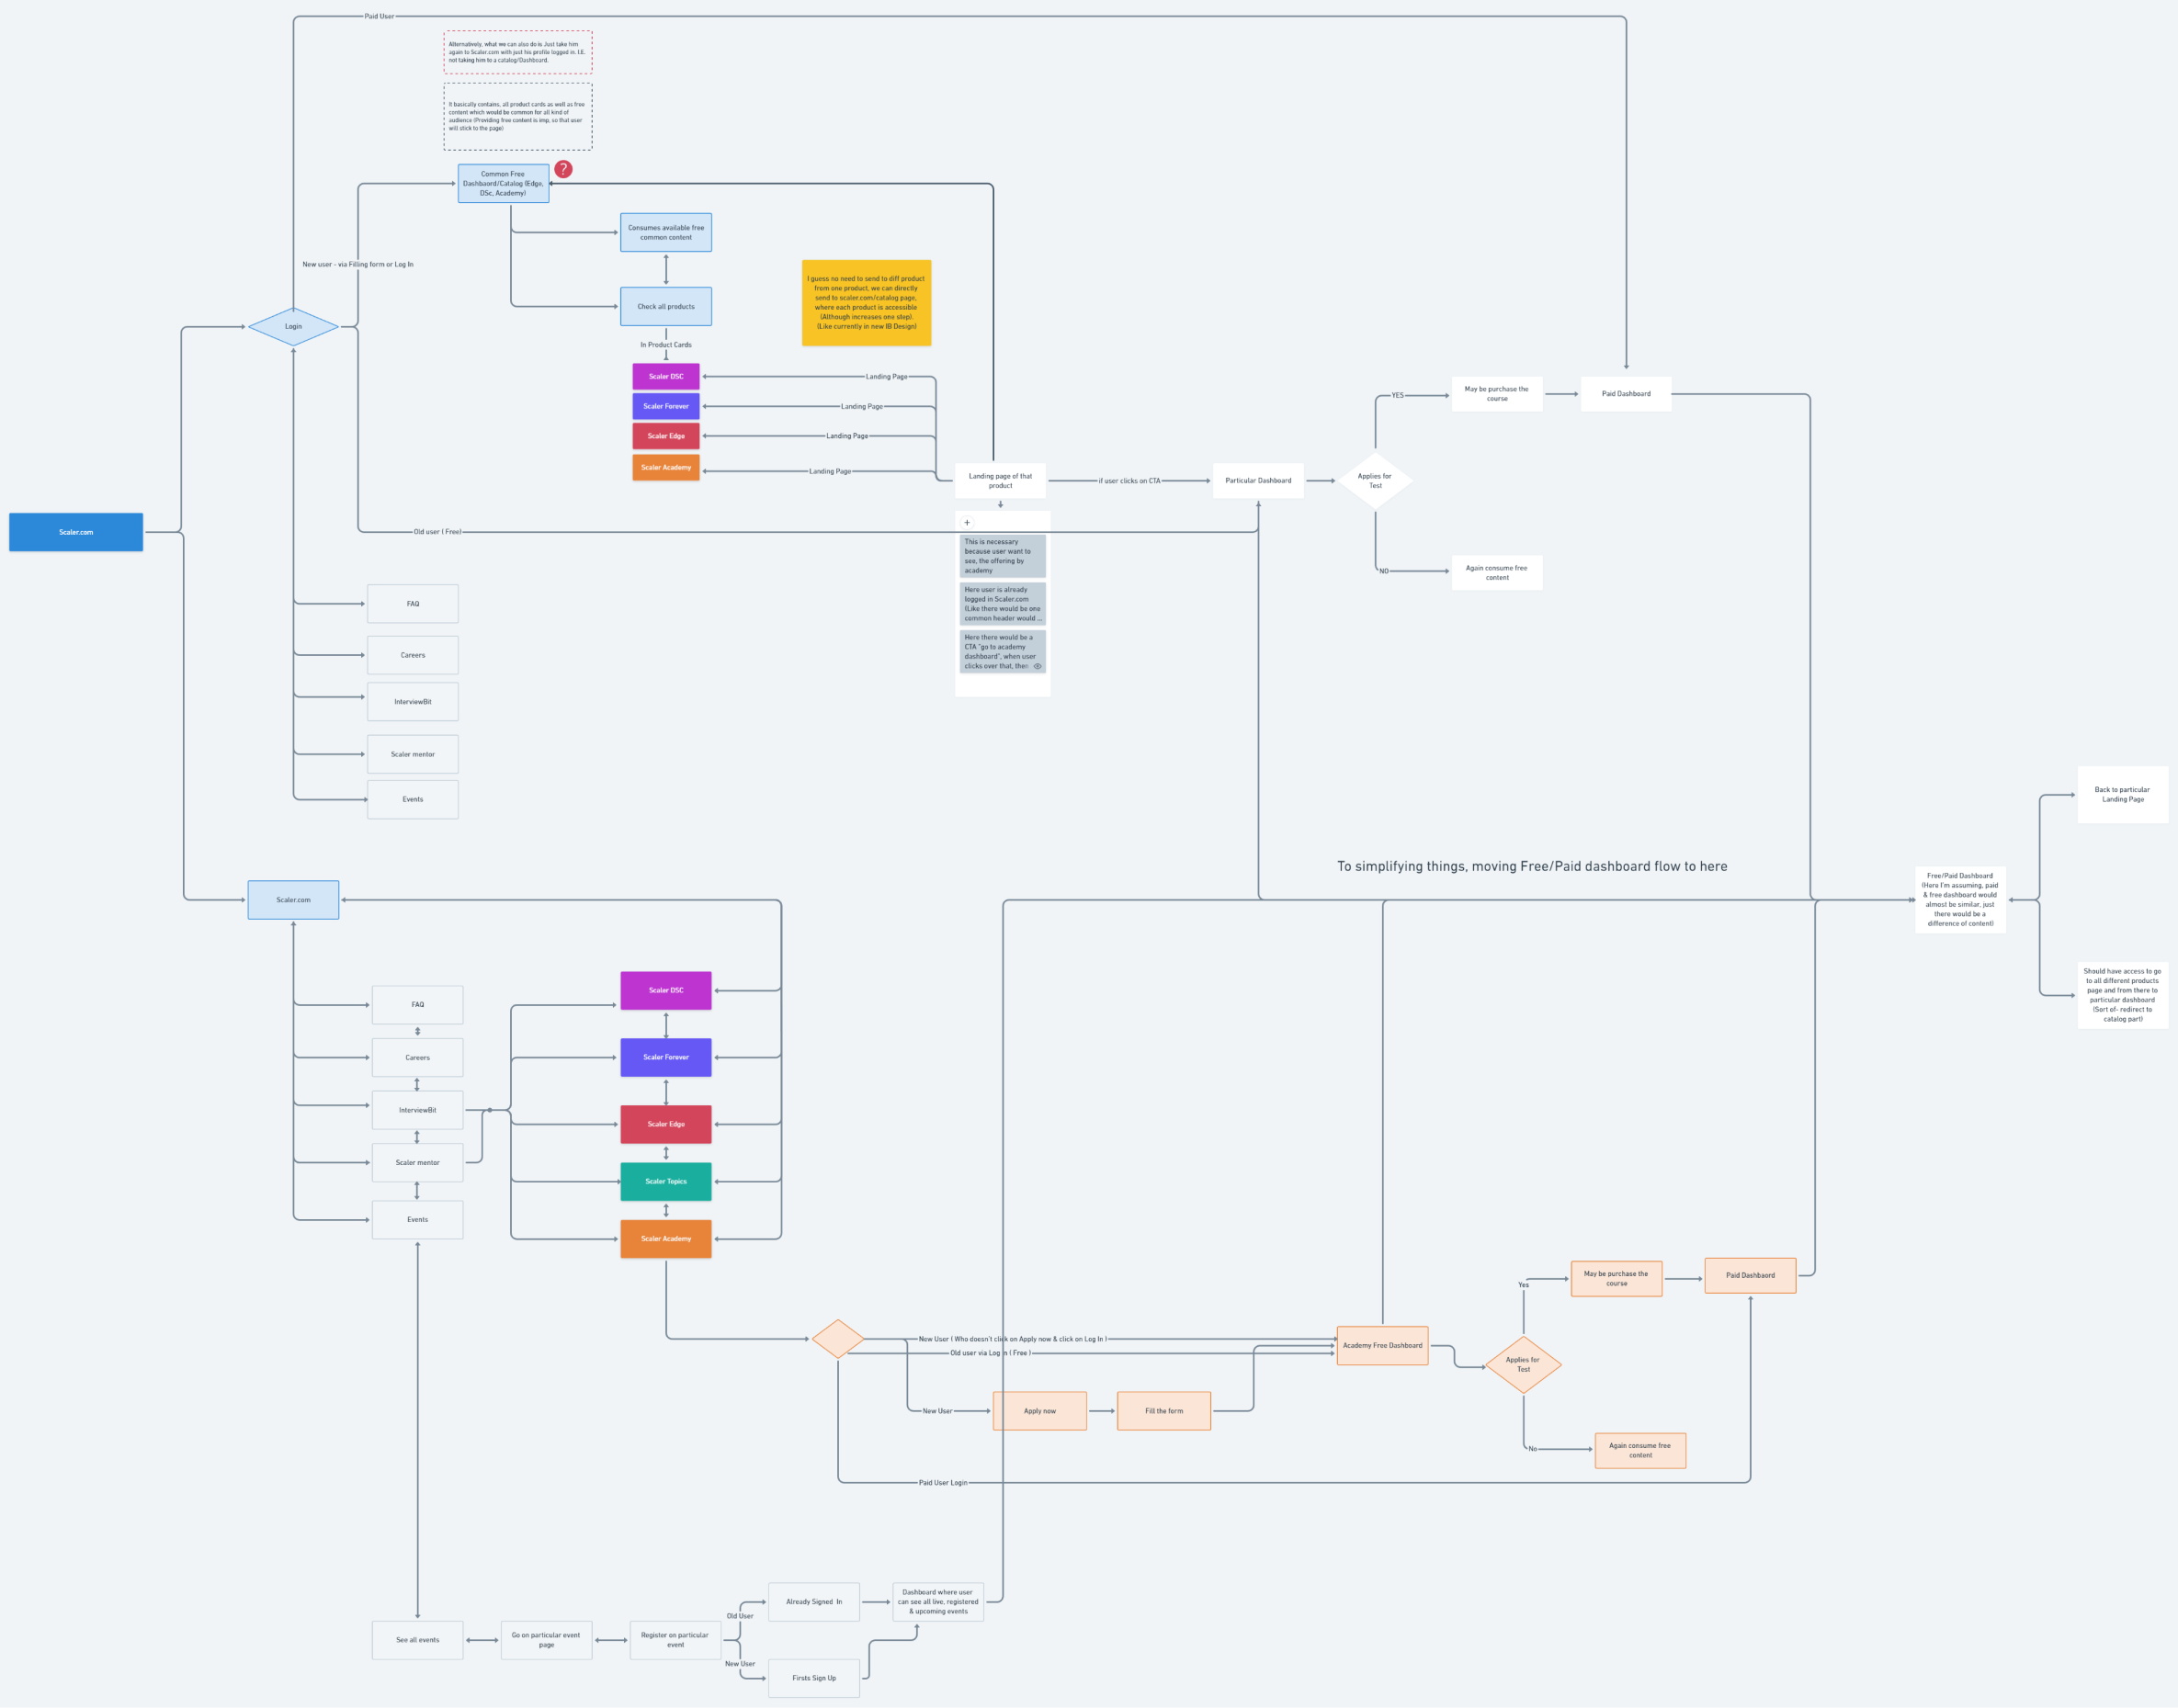 Paid User
Alternatively, what we can also do is Just take him
again to Scaler.com with just his profile logged in. I.E.
not taking him to a catalog/Dashboard.
It basically contains, all product cards as well as free
content which would be common for all kind of
audience (Providing free content is imp, so that user
will stick to the page)
Common Free
Dashbaord/Catalog (Edge,
DSc, Academy)
?
Consumes available free
common content
New user - via Filling form or Log In
I guess no need to send to diff product
from one product, we can directly
send to scaler.com/catalog page,
where each product is accessible
(Although increases one step).
(Like currently in new IB Design)
Check all products
Login
In Product Cards
Scaler DSC
Landing Page
Scaler Forever
Landing Page
Scaler Edge
Landing Page
Scaler Academy
Landing Page
YES
May be purchase the
course
Paid Dashboard
Landing page of that
product
if user clicks on CTA
Particular Dashboard
Applies for
Test
Scaler.com
Old user ( Free)
+
This is necessary
because user want to
see, the offering by
academy
Here user is already
logged in Scaler.com
(Like there would be one
common header would ...
Here there would be a
CTA "go to academy
dashboard", when user
clicks over that, then
NO
Again consume free
content
FAQ
Careers
InterviewBit
Scaler mentor
Events
Back to particular
Landing Page
To simplifying things, moving Free/Paid dashboard flow to here
Scaler.com
Free/Paid Dashboard
(Here I'm assuming, paid
& free dashboard would
almost be similar, just
there would be a
difference of content)
Should have access to go
to all different products
page and from there to
particular dashboard
(Sort of- redirect to
catalog part)
FAQ
Careers
InterviewBit
Scaler mentor
Events
Scaler DSC
Scaler Forever
Scaler Edge
Scaler Topics
Scaler Academy
New User ( Who doesn't click on Apply now & click on Log In )
Old user via Log In ( Free )
New User
Apply now
Fill the form
Academy Free Dashboard
Applies for
Test
Yes
May be purchase the
course
Paid Dashbaord
No
Again consume free
content
Paid User Login
See all events
Go on particular event
page
Register on particular
event
Old User
Already Signed In
New User
Firsts Sign Up
Dashboard where user
can see all live, registered
& upcoming events